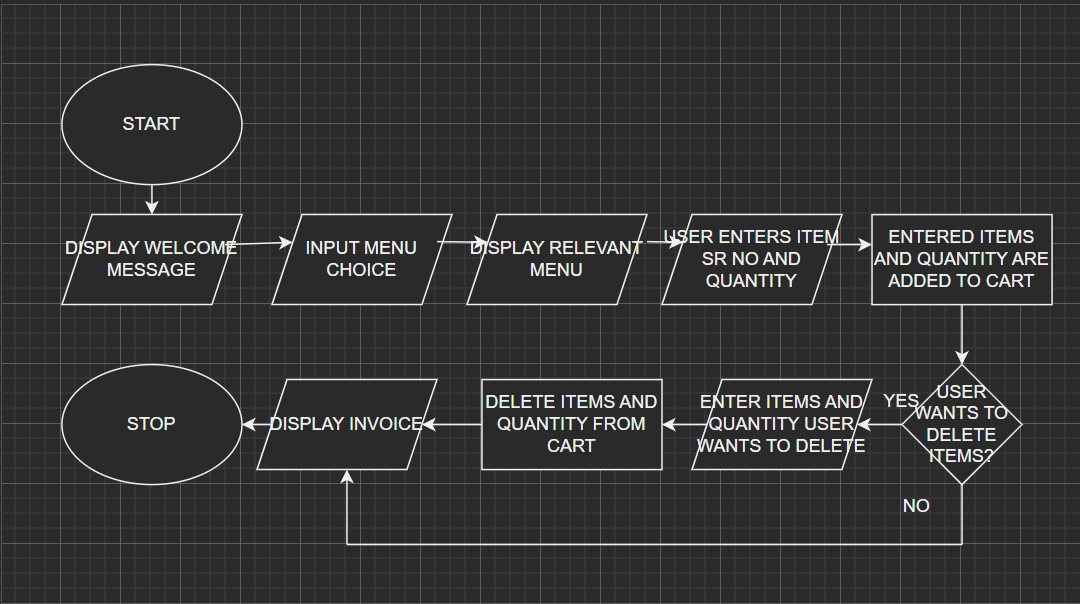 START
DISPLAY WELCOME
MESSAGE
INPUT MENU
CHOICE
DISPLAY RELEVANT
MENU
USER ENTERS ITEM
SR NO AND
QUANTITY
ENTERED ITEMS
AND QUANTITY ARE
ADDED TO CART
USER
WANTS TO
DELETE
ITEMS?
YES
ENTER ITEMS AND
QUANTITY USER
WANTS TO DELETE
DELETE ITEMS AND
QUANTITY FROM
CART
DISPLAY INVOICE
STOP
NO